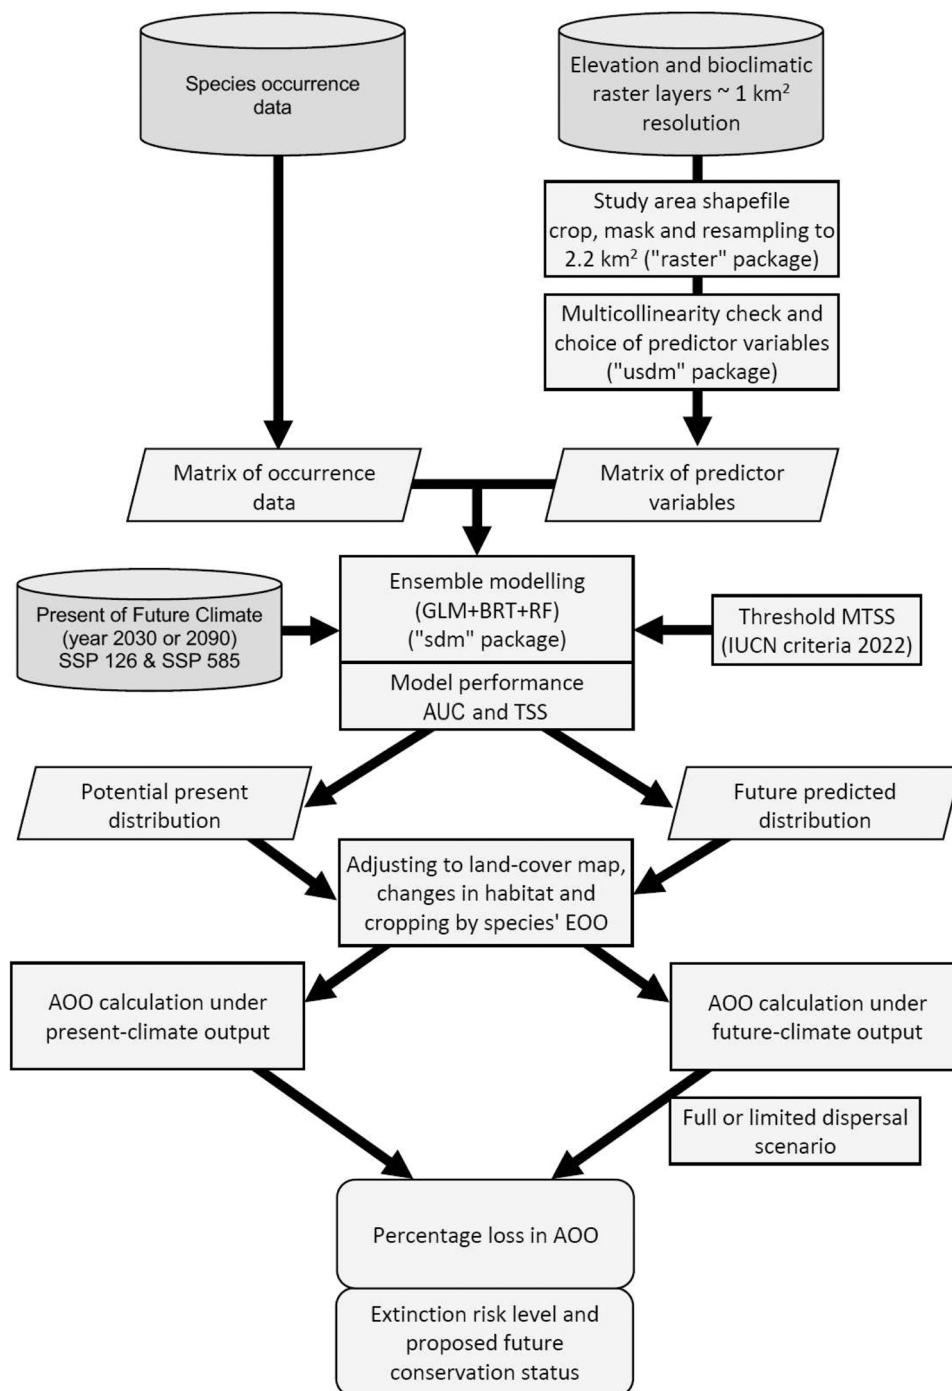 Species occurrence
data
Elevation and bioclimatic
raster layers ~ 1 km²
resolution
Study area shapefile
crop, mask and resampling to
2.2 km² ("raster" package)
Multicollinearity check and
choice of predictor variables
("usdm" package)
Matrix of occurrence
data
Matrix of predictor
variables
Present of Future Climate
(year 2030 or 2090)
SSP 126 & SSP 585
Ensemble modelling
(GLM+BRT+RF)
("sdm" package)
Threshold MTSS
(IUCN criteria 2022)
Model performance
AUC and TSS
Potential present
distribution
Future predicted
distribution
Adjusting to land-cover map,
changes in habitat and
cropping by species' EOO
AOO calculation under
present-climate output
AOO calculation under
future-climate output
Full or limited dispersal
scenario
Percentage loss in AOO
Extinction risk level and
proposed future
conservation status